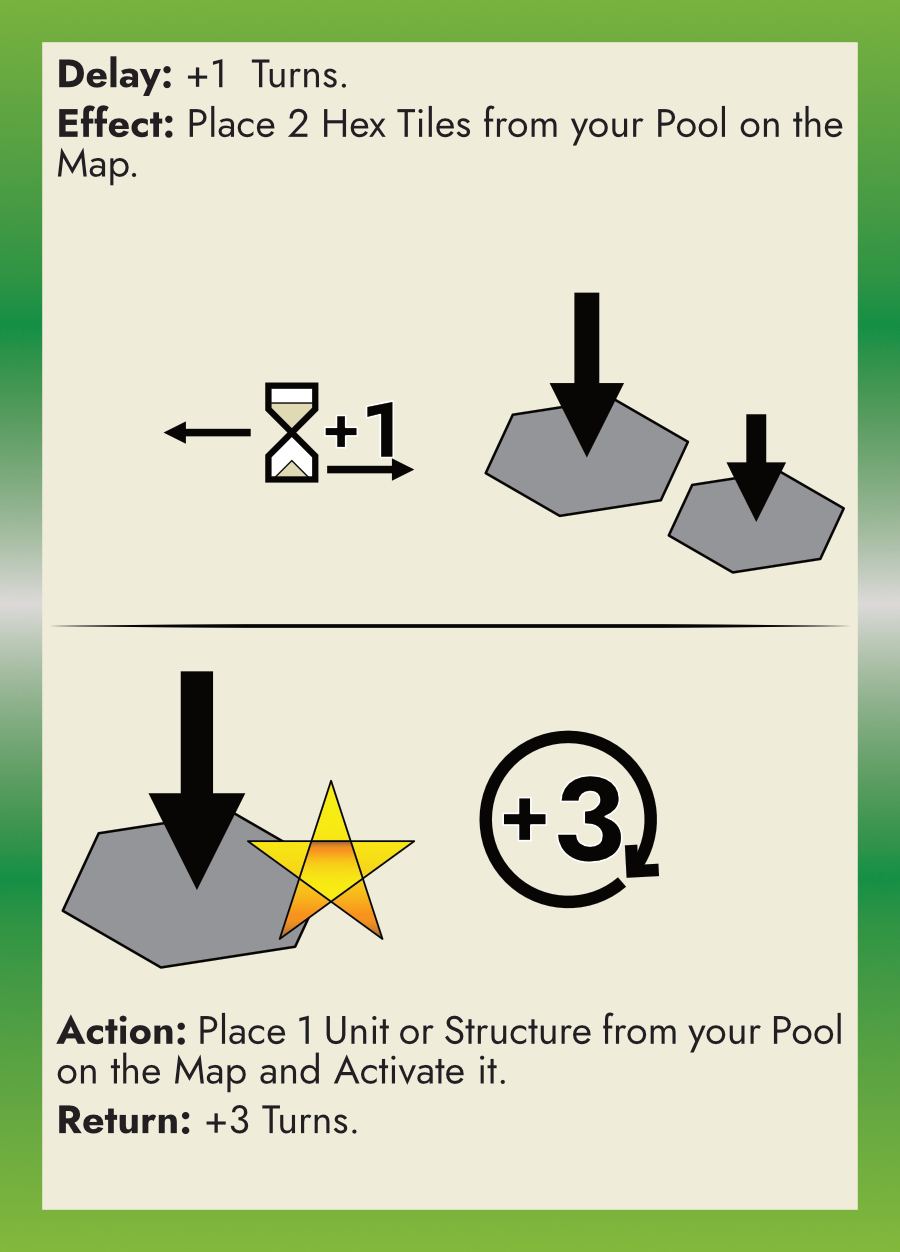 Delay: +1  Turns.
Effect: Place 2 Hex Tiles from your Pool on the
Map.
+1
+3
Action: Place 1 Unit or Structure from your Pool
on the Map and Activate it.
Return: +3 Turns.